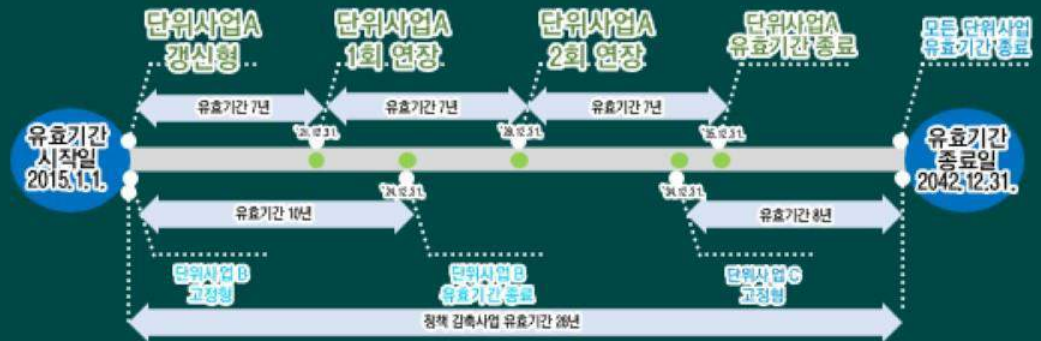 단위사업A
갱신형
단위사업A
1회 연장
단위사업A
2회 연장
단위사업A
유효기간 종료
모든 단위사업
유효기간 종료
유효기간 7년
유효기간 7년
유효기간 7년
유효기간
시작일
2015.1.1.
'21.12.31.
'28.12.31.
'35.12.31.
유효기간
종료일
2042.12.31.
'24.12.31.
'34.12.31.
유효기간 10년
유효기간 8년
단위사업 B
고정형
단위사업 B
유효기간 종료
단위사업 C
고정형
정책 감축사업 유효기간 28년